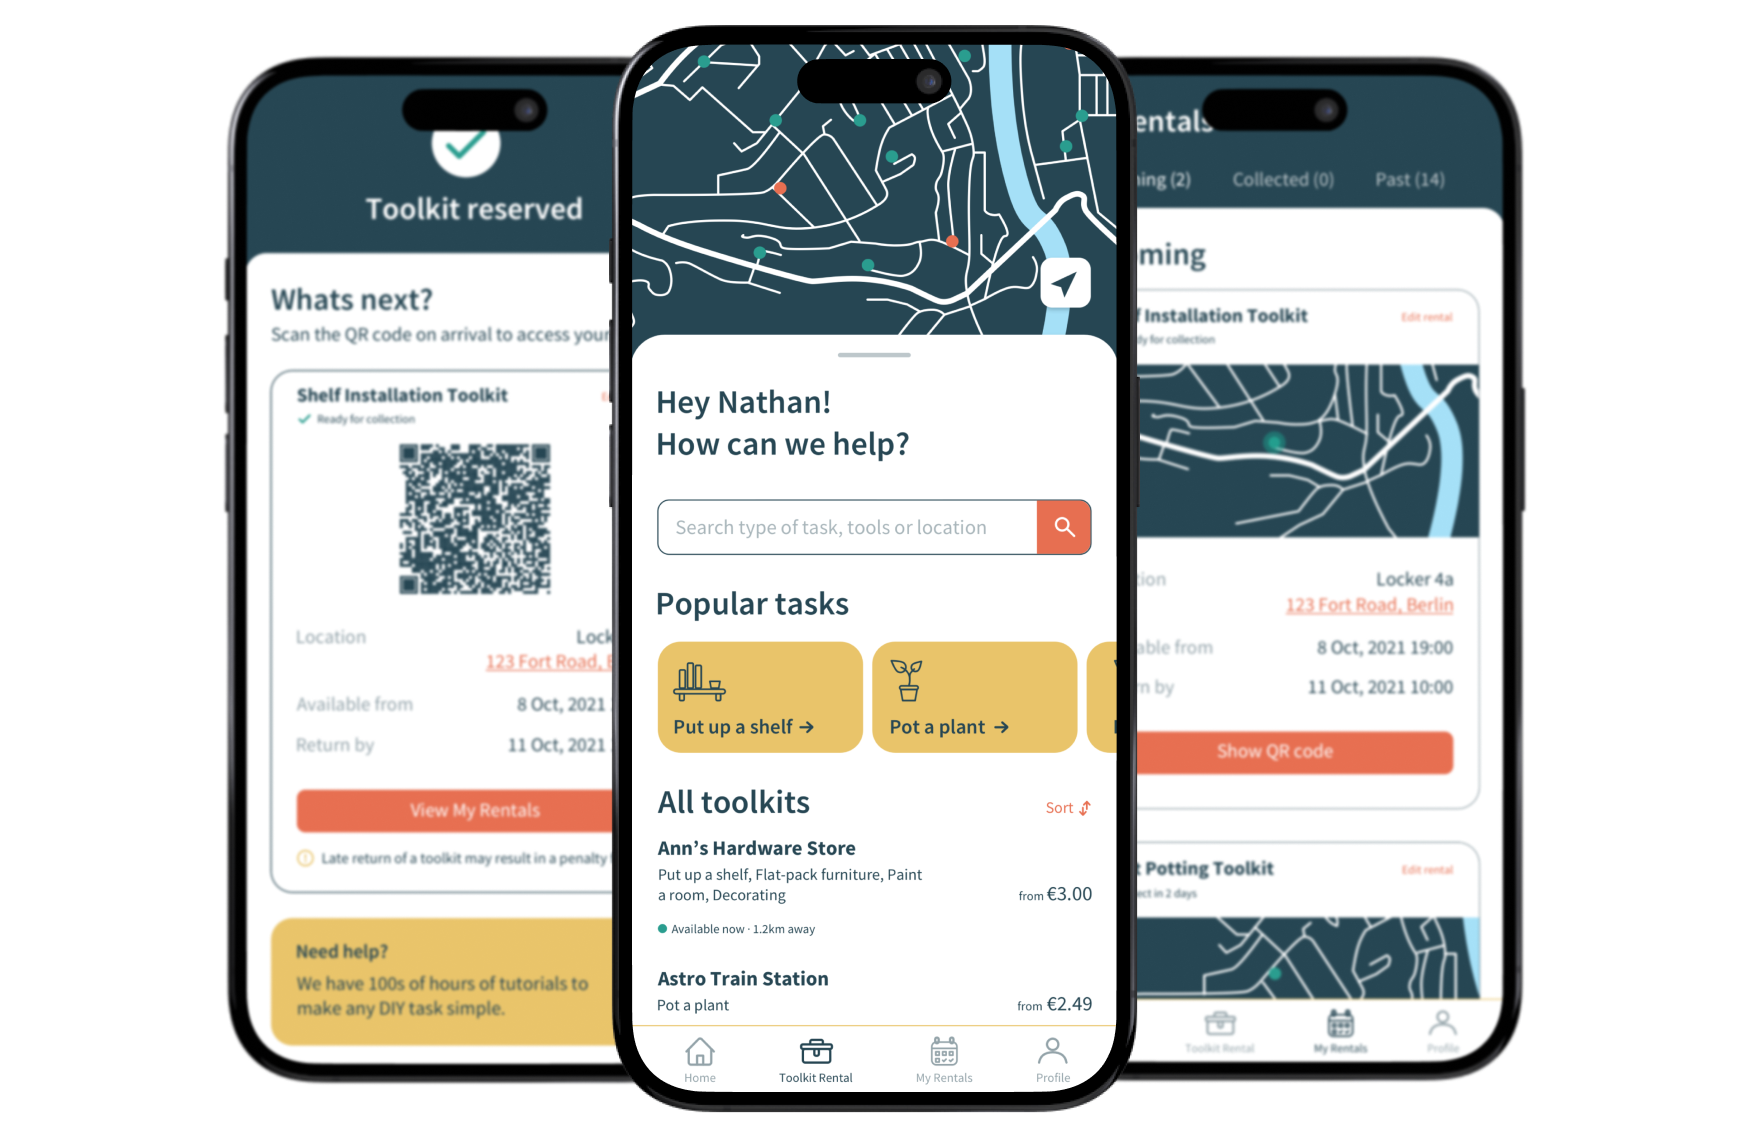 Toolkit reserved
Whats next?
Scan the QR code on arrival to access your
Shelf Installation Toolkit
Ready for collection
Location
123 Fort Road,
Available from
8 Oct, 2021
Return by
11 Oct, 2021
View My Rentals
Late return of a toolkit may result in a penalty
Need help?
We have 100s of hours of tutorials to
make any DIY task simple.
Hey Nathan!
How can we help?
Search type of task, tools or location
Popular tasks
Put up a shelf →
Pot a plant →
All toolkits
Sort
Ann's Hardware Store
Put up a shelf, Flat-pack furniture, Paint
a room, Decorating
from €3.00
Available now · 1.2km away
Astro Train Station
Pot a plant
from €2.49
Home
Toolkit Rental
My Rentals
Profile
entals
ing (2)
Collected (0)
Past (14)
ming
Installation Toolkit
Edit rental
dy for collection
tion
Locker 4a
123 Fort Road, Berlin
able from
8 Oct, 2021 19:00
rn by
11 Oct, 2021 10:00
Show QR code
t Potting Toolkit
Edit rental
ect in 2 days
Toolkit Rental
My Rentals
Profile